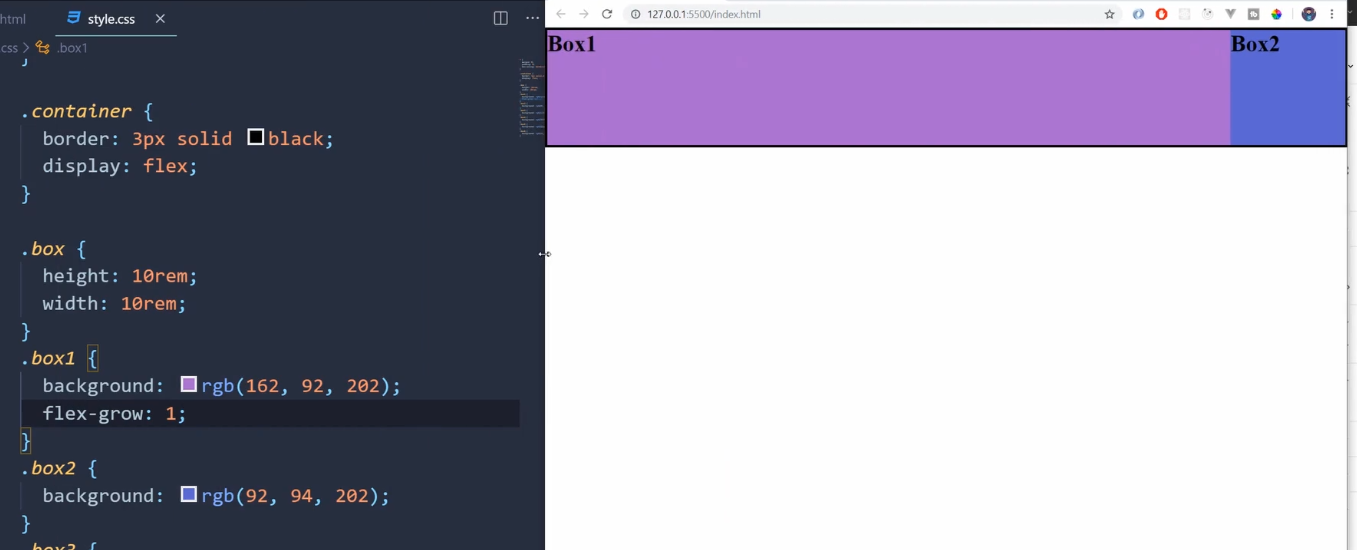 html
style.css
css > .box1
}
.container {
border: 3px solid black;
display: flex;
}
.box {
height: 10rem;
width: 10rem;
}
.box1 {
background: rgb(162, 92, 202);
flex-grow: 1;
}
.box2 {
background: rgb(92, 94, 202);
}
.box3 {
127.0.0.1:5500/index.html
Box1
Box2